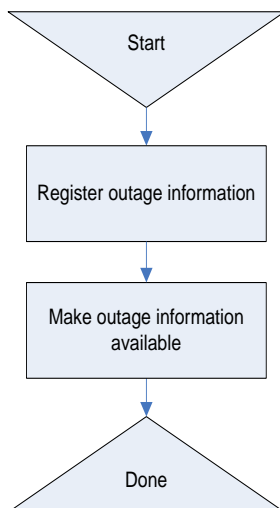 Start
Register outage information
Make outage information
available
Done